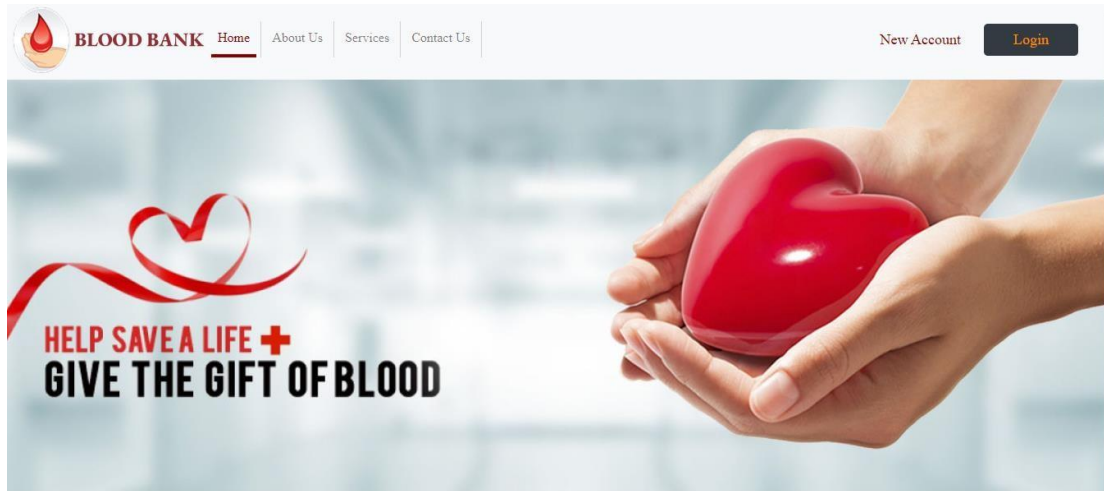 BLOOD BANK Home About Us Services Contact Us New Account Login
HELP SAVE A LIFE +
GIVE THE GIFT OF BLOOD